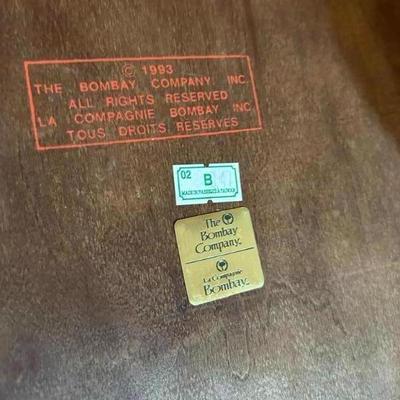 © 1993
THE BOMBAY COMPANY, INC.
ALL RIGHTS RESERVED
LA COMPAGNIE BOMBAY INC.
TOUS DROITS RESERVES
02
B
The
Bombay
Company
La Compagnie
Bombay